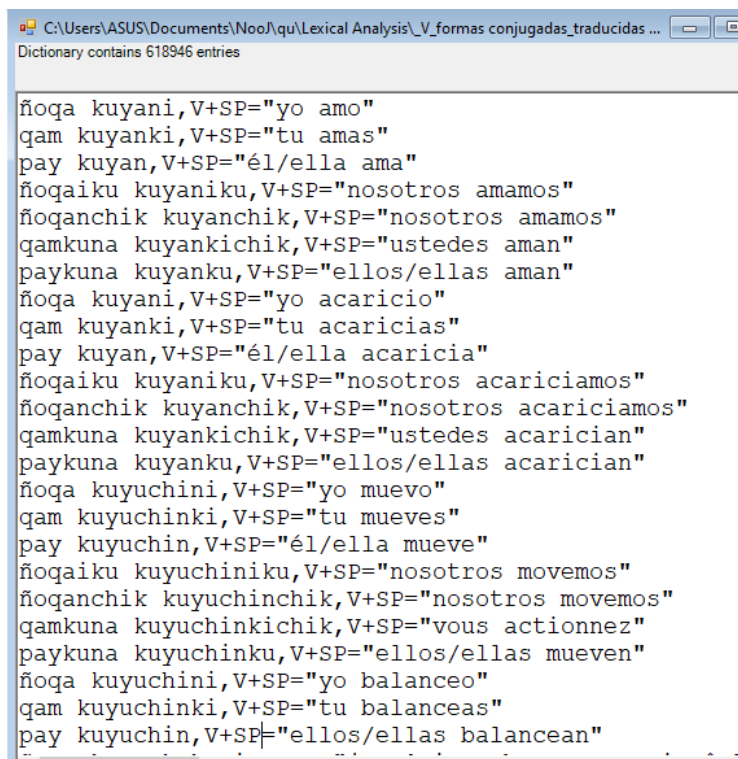 C:\Users\ASUS\Documents\NooJ\qu\Lexical Analysis\_V_formas conjugadas_traducidas ...
Dictionary contains 618946 entries
ñoqa kuyani,V+SP="yo amo"
qam kuyanki,V+SP="tu amas"
pay kuyan,V+SP="él/ella ama"
ñoqaiku kuyaniku,V+SP="nosotros amamos"
ñoqanchik kuyanchik,V+SP="nosotros amamos"
qamkuna kuyankichik,V+SP="ustedes aman"
paykuna kuyanku,V+SP="ellos/ellas aman"
ñoqa kuyani,V+SP="yo acaricio"
qam kuyanki,V+SP="tu acaricias"
pay kuyan,V+SP="él/ella acaricia"
ñoqaiku kuyaniku,V+SP="nosotros acariciamos"
ñoqanchik kuyanchik,V+SP="nosotros acariciamos"
qamkuna kuyankichik,V+SP="ustedes acarician"
paykuna kuyanku,V+SP="ellos/ellas acarician"
ñoqa kuyuchini,V+SP="yo muevo"
qam kuyuchinki,V+SP="tu mueves"
pay kuyuchin,V+SP="él/ella mueve"
ñoqaiku kuyuchiniku,V+SP="nosotros movemos"
ñoqanchik kuyuchinchik,V+SP="nosotros movemos"
qamkuna kuyuchinkichik,V+SP="vous actionnez"
paykuna kuyuchinku,V+SP="ellos/ellas mueven"
ñoqa kuyuchini,V+SP="yo balanceo"
qam kuyuchinki,V+SP="tu balanceas"
pay kuyuchin,V+SP="ellos/ellas balancean"